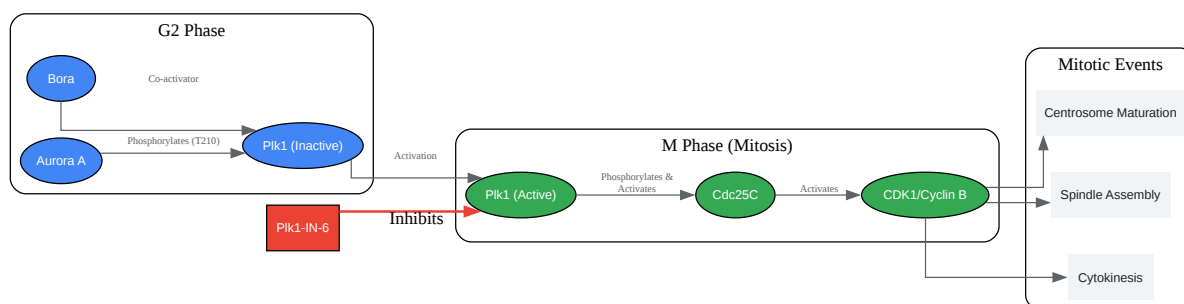 G2 Phase
Bora
Co-activator
Phosphorylates (T210)
Aurora A
Plk1 (Inactive)
Activation
Plk1-IN-6
Inhibits
M Phase (Mitosis)
Plk1 (Active)
Phosphorylates &
Activates
Cdc25C
Activates
CDK1/Cyclin B
Mitotic Events
Centrosome Maturation
Spindle Assembly
Cytokinesis